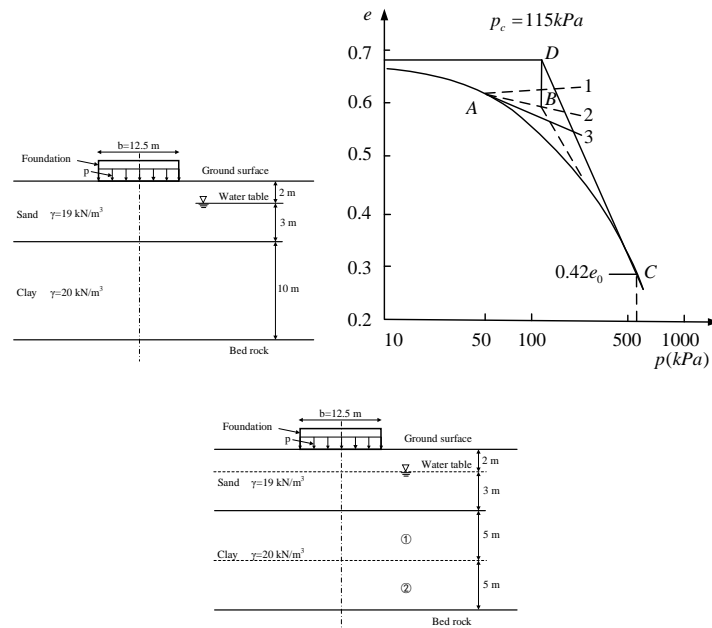 b=12.5 m
Foundation
p
Ground surface
Water table
2 m
Sand γ=19 kN/m³
3 m
Clay γ=20 kN/m³
10 m
Bed rock
e
p_c = 115kPa
0.7
0.6
0.5
0.4
0.3
0.2
D
A
B
1
2
3
0.42e₀
C
10
50
100
500
1000
p(kPa)
b=12.5 m
Foundation
p
Ground surface
Water table
2 m
Sand γ=19 kN/m³
3 m
①
5 m
Clay γ=20 kN/m³
②
5 m
Bed rock